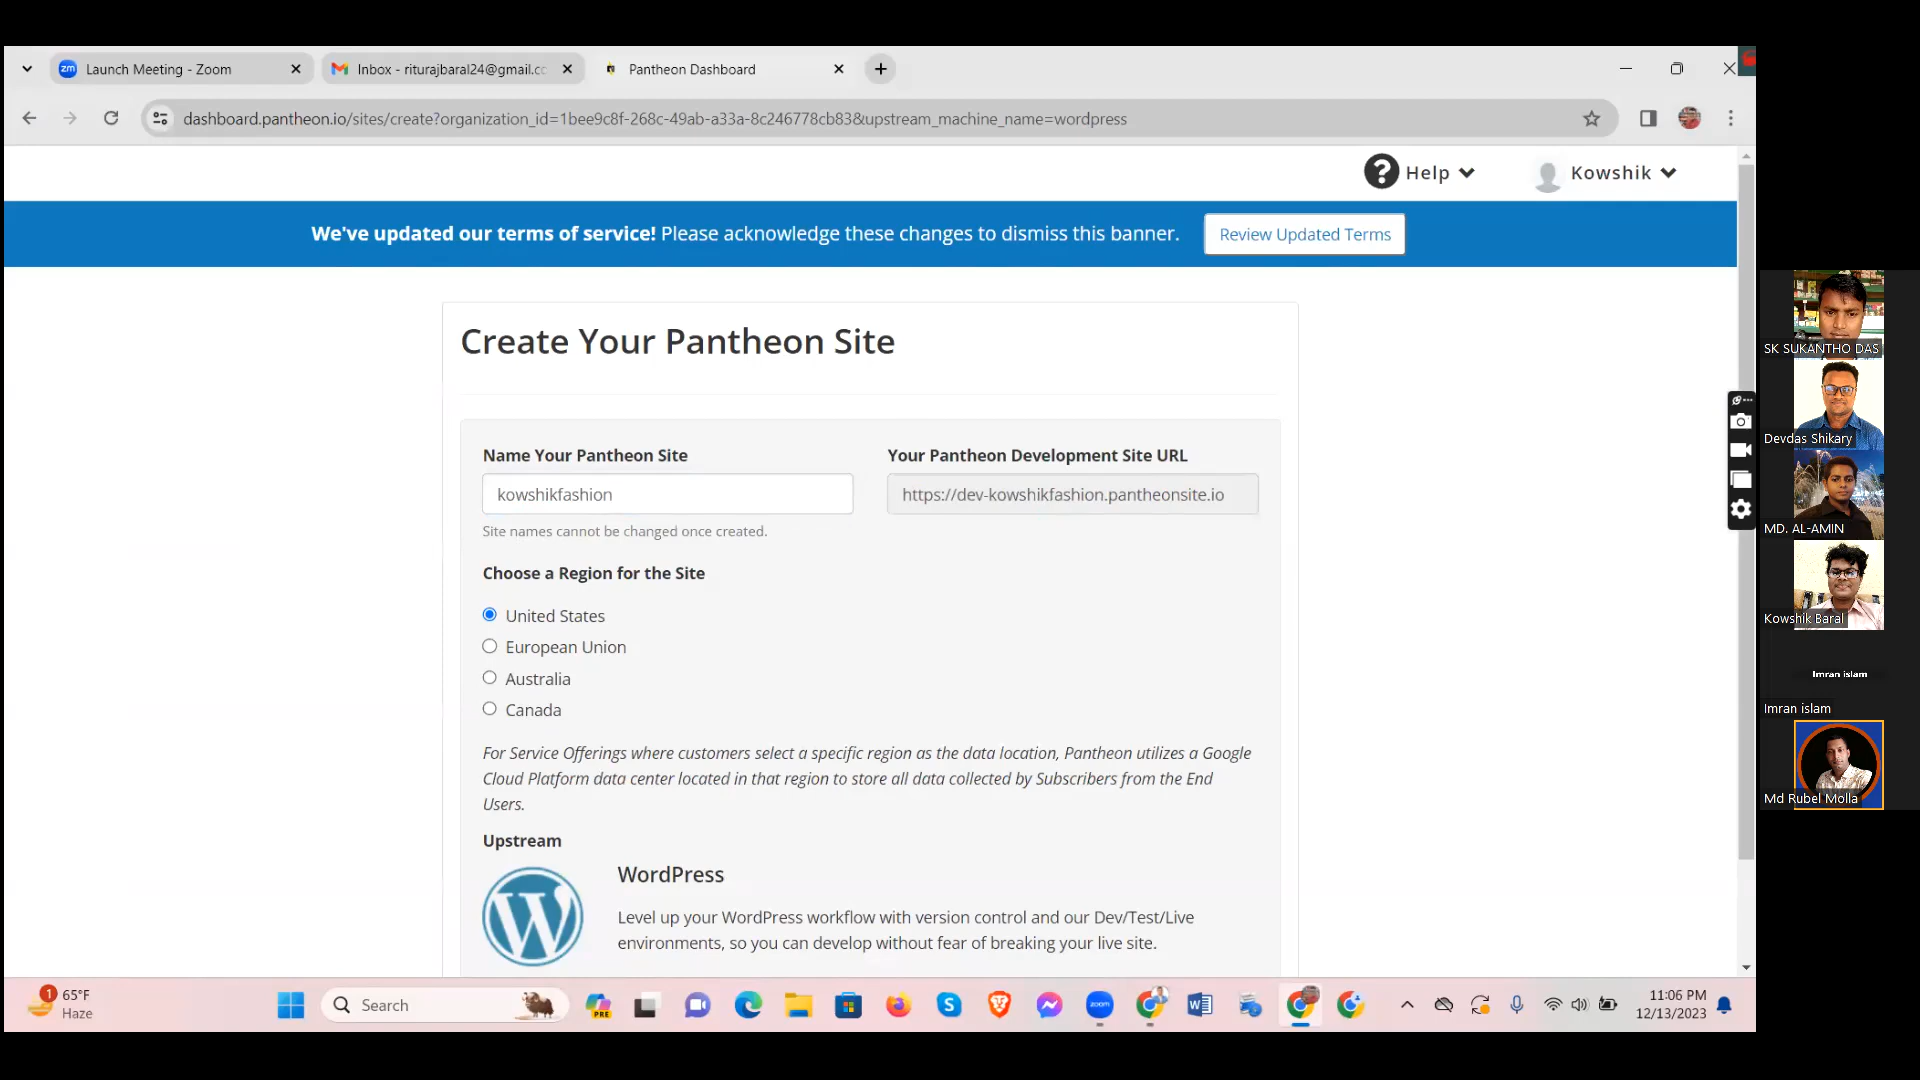 Launch Meeting - Zoom
Inbox - riturajbaral24@gmail.cc
Pantheon Dashboard
dashboard.pantheon.io/sites/create?organization_id=1bee9c8f-268c-49ab-a33a-8c246778cb83&upstream_machine_name=wordpress
Help
Kowshik
We've updated our terms of service! Please acknowledge these changes to dismiss this banner.
Review Updated Terms
Create Your Pantheon Site
Name Your Pantheon Site
Your Pantheon Development Site URL
kowshikfashion
https://dev-kowshikfashion.pantheonsite.io
Site names cannot be changed once created.
Choose a Region for the Site
United States
European Union
Australia
Canada
For Service Offerings where customers select a specific region as the data location, Pantheon utilizes a Google
Cloud Platform data center located in that region to store all data collected by Subscribers from the End
Users.
Upstream
WordPress
Level up your WordPress workflow with version control and our Dev/Test/Live
environments, so you can develop without fear of breaking your live site.
SK SUKANTHO DAS
Devdas Shikary
MD. AL-AMIN
Kowshik Baral
Imran islam
Imran islam
Md Rubel Molla
1
65°F
Haze
Search
PRE
zoom
11:06 PM
12/13/2023